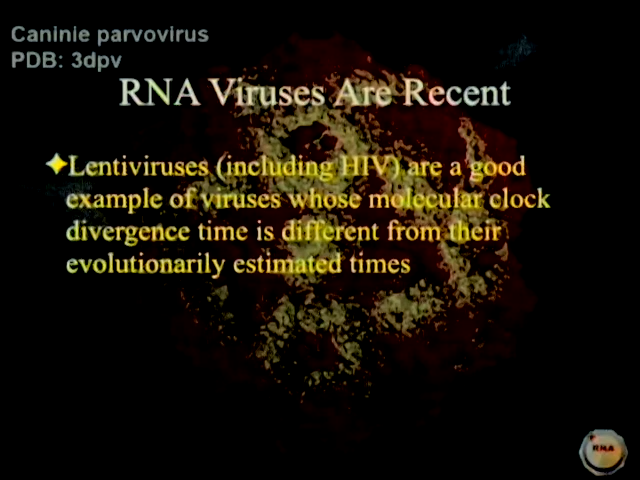 Caninie parvovirus
PDB: 3dpv
RNA Viruses Are Recent
Lentiviruses (including HIV) are a good
example of viruses whose molecular clock
divergence time is different from their
evolutionarily estimated times
RNA